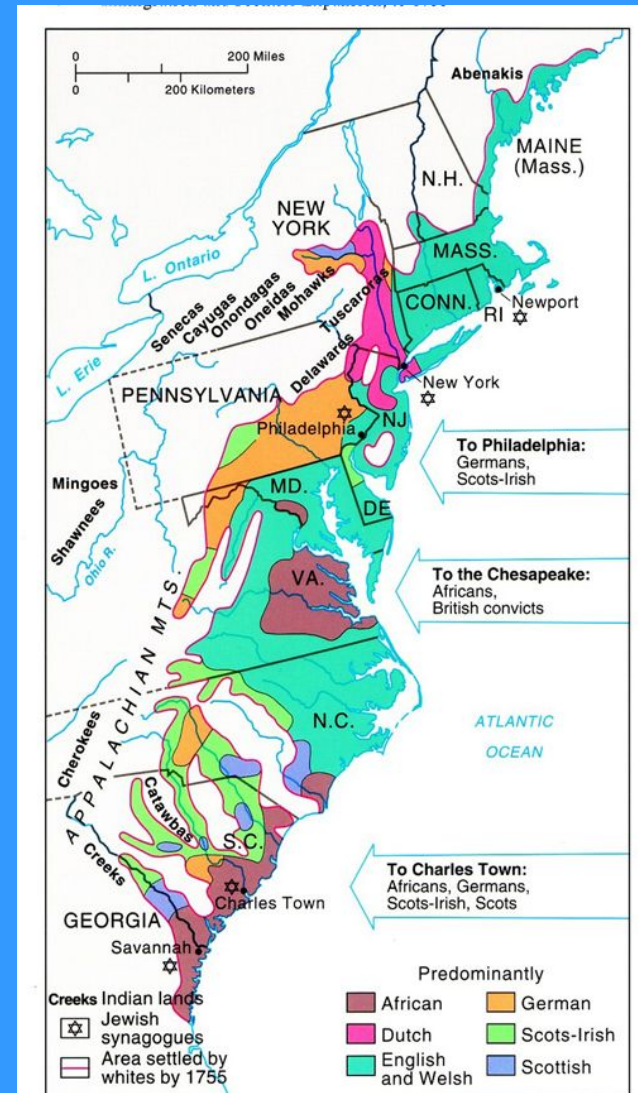 0 200 Miles
0 200 Kilometers
Abenakis
MAINE
(Mass.)
N.H.
NEW
YORK
MASS.
L. Ontario
CONN.
Newport
RI
Senecas
Cayugas
Onondagas
Oneidas
Mohawks
Tuscaroras
L. Erie
Delawares
New York
PENNSYLVANIA
Philadelphia
NJ
To Philadelphia:
Germans,
Scots-Irish
MD.
DE
Mingoes
Shawnees
Ohio R.
VA.
To the Chesapeake:
Africans,
British convicts
APPALACHIAN MTS.
N.C.
ATLANTIC
OCEAN
Cherokees
Catawbas
S.C.
Creeks
To Charles Town:
Africans, Germans,
Scots-Irish, Scots
Charles Town
GEORGIA
Savannah
Creeks Indian lands
Jewish
synagogues
Area settled by
whites by 1755
Predominantly
African
German
Dutch
Scots-Irish
English
and Welsh
Scottish